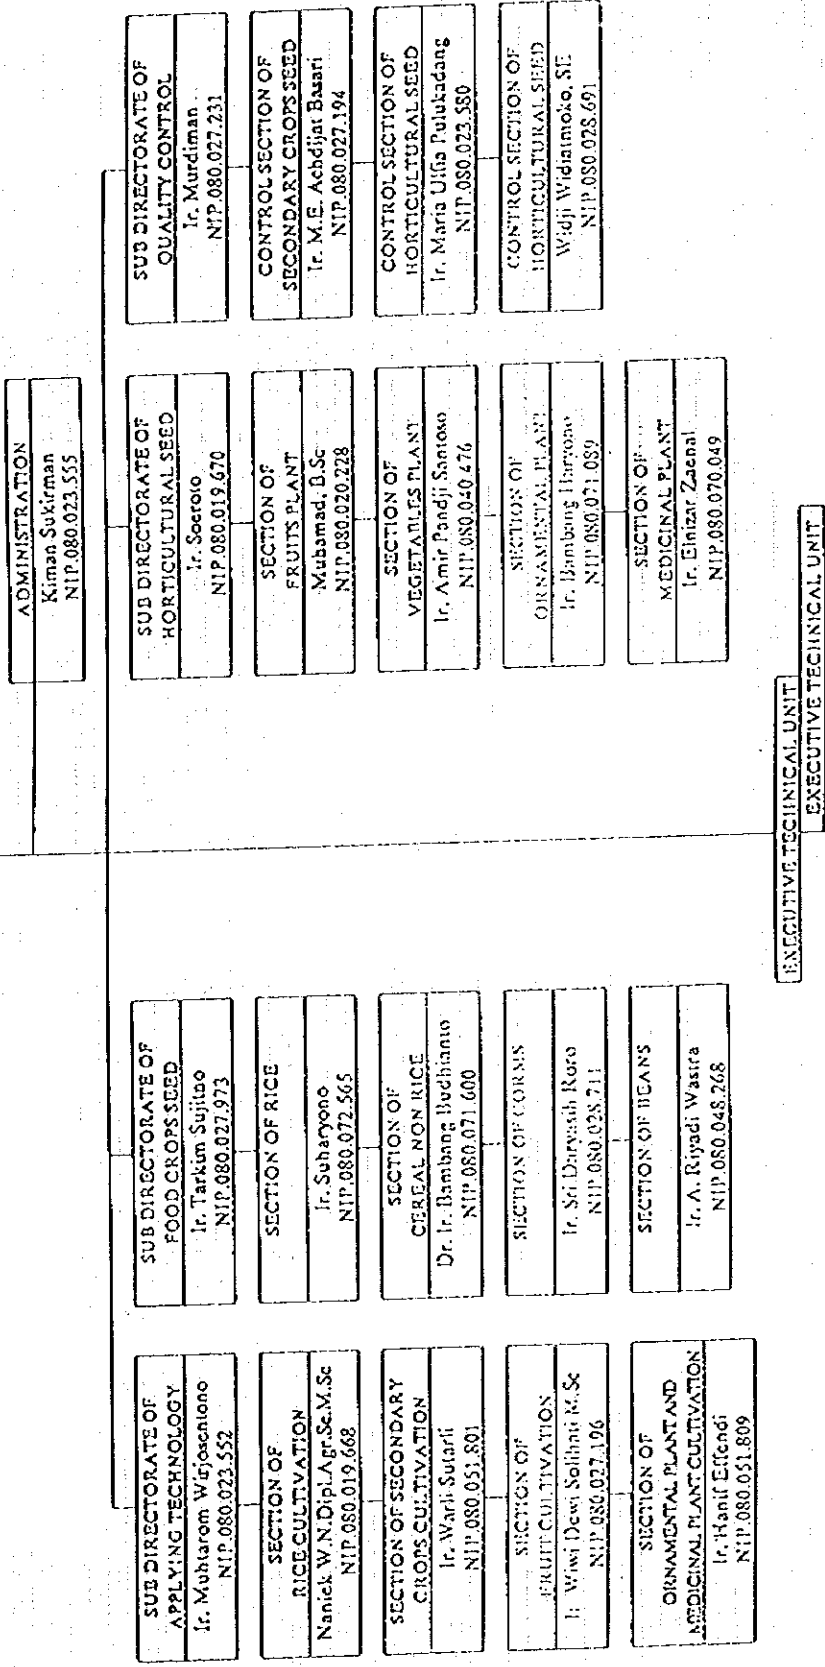 ADMINISTRATION
Kiman Sukirman
NIP.080.023.555
SUB DIRECTORATE OF
APPLYING TECHNOLOGY
Ir. Muhtarom Wirjosentono
NIP.080.023.552
SECTION OF
RICE CULTIVATION
Naniek W.N.Dipl.Agr.Sc.M.Sc
NIP.080.019.668
SECTION OF SECONDARY
CROPS CULTIVATION
Ir. Warli Sutarli
NIP.080.051.801
SECTION OF
FRUIT CULTIVATION
Ir Wiwi Dewi Solihati M.Sc
NIP.080.027.196
SECTION OF
ORNAMENTAL PLANT AND
MEDICINAL PLANT CULTIVATION
Ir. Hanif Effendi
NIP.080.051.809
SUB DIRECTORATE OF
FOOD CROPS SEED
Ir. Tarkim Sujitno
NIP.080.027.973
SECTION OF RICE
Ir. Suharyono
NIP.080.072.565
SECTION OF
CEREAL NON RICE
Dr. Ir. Bambang Budhianto
NIP.080.071.600
SECTION OF CORMS
Ir. Sri Daryasih Roro
NIP.080.028.711
SECTION OF BEANS
Ir. A. Riyadi Wasira
NIP.080.048.268
SUB DIRECTORATE OF
HORTICULTURAL SEED
Ir. Soeroto
NIP.080.019.670
SECTION OF
FRUITS PLANT
Muhamad, B.Sc
NIP.080.020.228
SECTION OF
VEGETABLES PLANT
Ir. Amir Pandji Santoso
NIP.080.040.476
SECTION OF
ORNAMENTAL PLANT
Ir. Bambang Haryono
NIP.080.071.089
SECTION OF
MEDICINAL PLANT
Ir. Elnizar Zaenal
NIP.080.070.049
SUB DIRECTORATE OF
QUALITY CONTROL
Ir. Murdiman
NIP.080.027.231
CONTROL SECTION OF
SECONDARY CROPS SEED
Ir. M.E. Achdijat Basari
NIP.080.027.194
CONTROL SECTION OF
HORTICULTURAL SEED
Ir. Maria Ulfia Pulukadang
NIP.080.023.580
CONTROL SECTION OF
HORTICULTURAL SEED
Widji Widiatmoko, SE
NIP.080.028.691
EXECUTIVE TECHNICAL UNIT
EXECUTIVE TECHNICAL UNIT